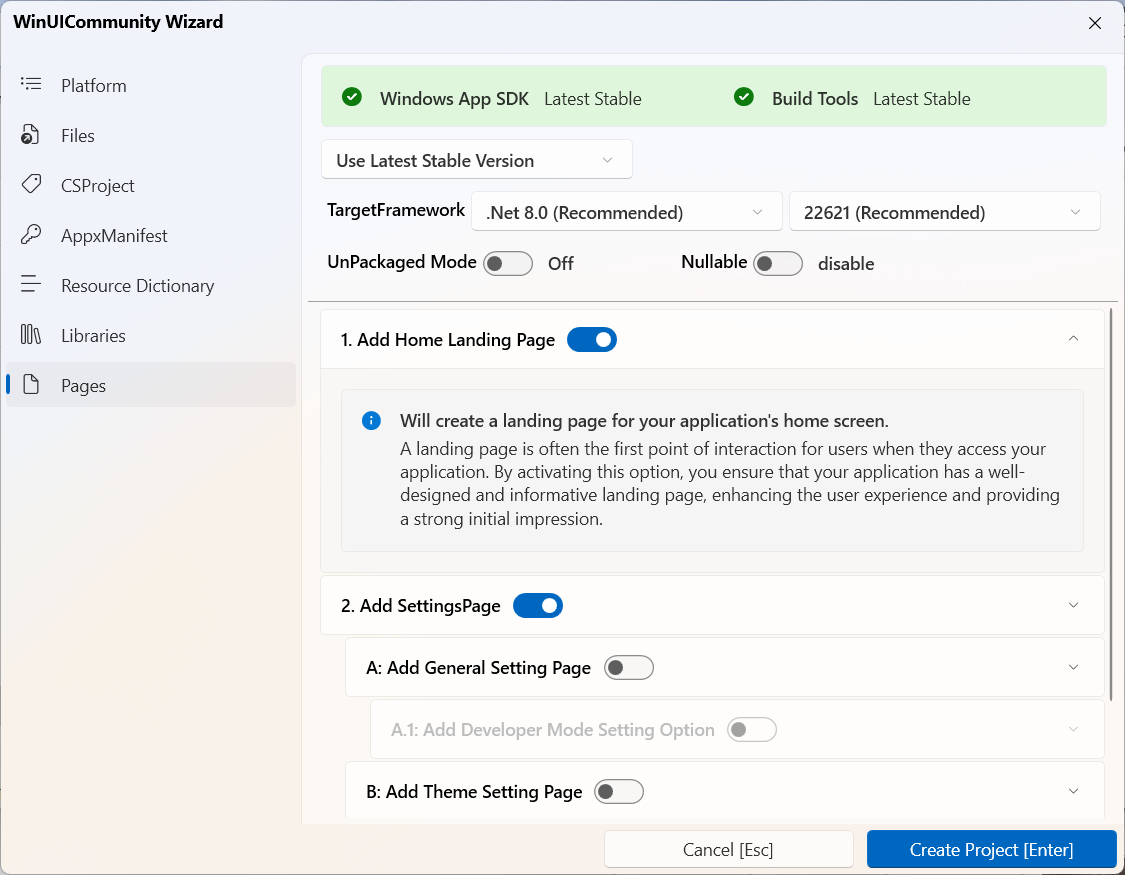 WinUICommunity Wizard
Platform
Files
CSProject
AppxManifest
Resource Dictionary
Libraries
Pages
Windows App SDK Latest Stable
Build Tools Latest Stable
Use Latest Stable Version
TargetFramework .Net 8.0 (Recommended) 22621 (Recommended)
UnPackaged Mode Off Nullable disable
1. Add Home Landing Page
Will create a landing page for your application's home screen.
A landing page is often the first point of interaction for users when they access your
application. By activating this option, you ensure that your application has a well-
designed and informative landing page, enhancing the user experience and providing
a strong initial impression.
2. Add SettingsPage
A: Add General Setting Page
A.1: Add Developer Mode Setting Option
B: Add Theme Setting Page
Cancel [Esc]
Create Project [Enter]